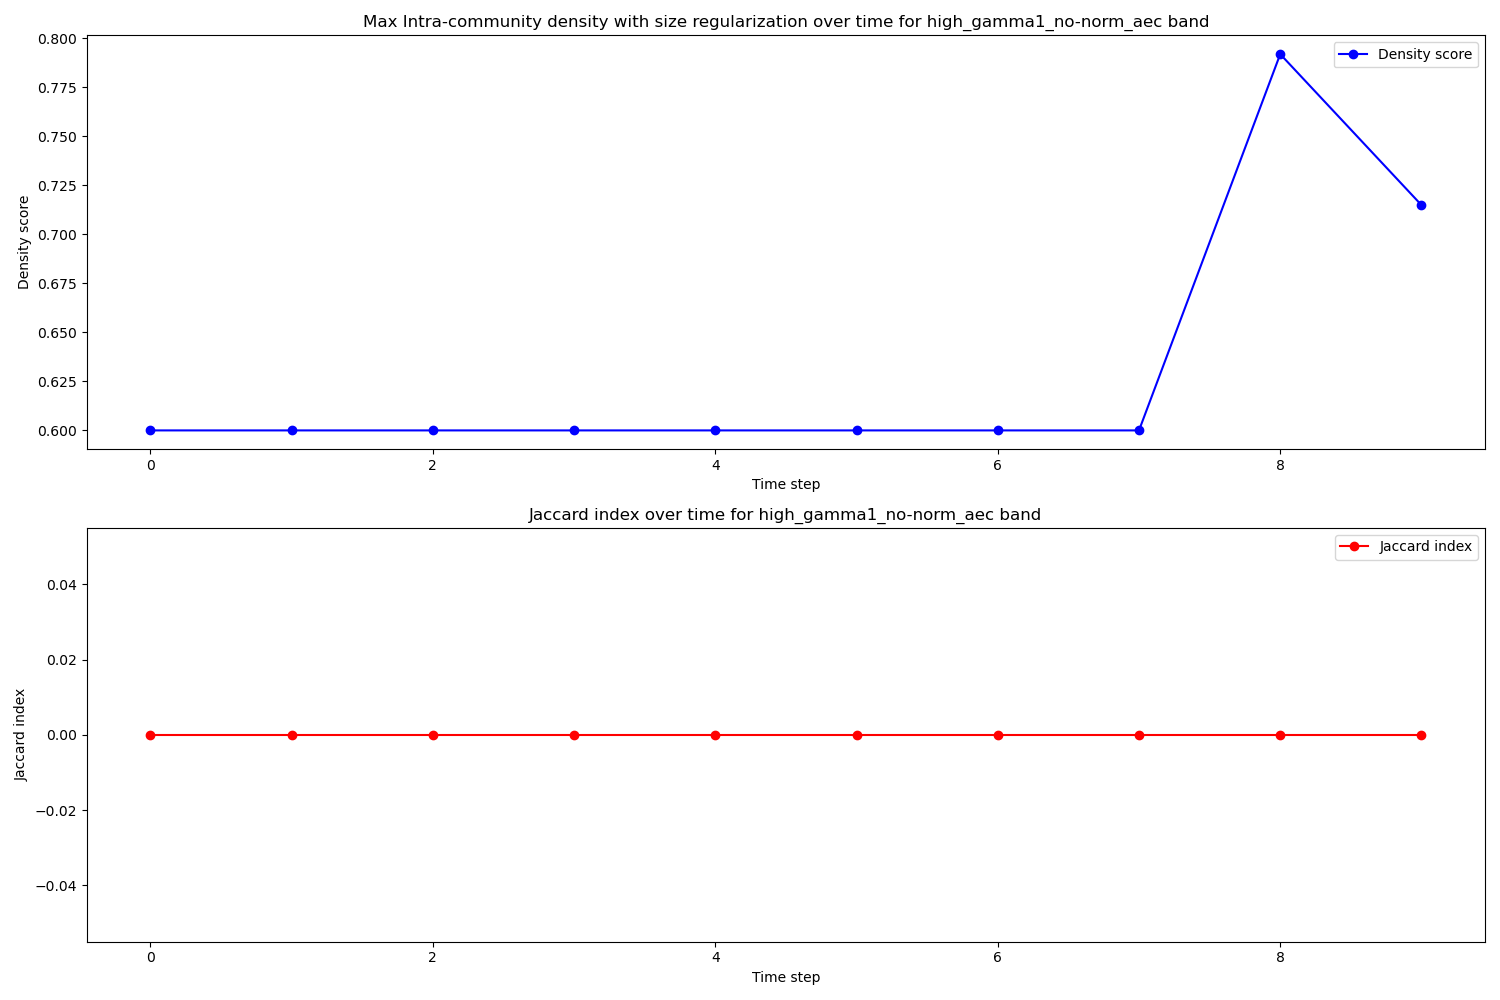 Max Intra-community density with size regularization over time for high_gamma1_no-norm_aec band
0.800
0.775
0.750
0.725
0.700
0.675
0.650
0.625
0.600
Density score
Density score
0 2 4 6 8
Time step
Jaccard index over time for high_gamma1_no-norm_aec band
0.04
0.02
0.00
−0.02
−0.04
Jaccard index
Jaccard index
0 2 4 6 8
Time step